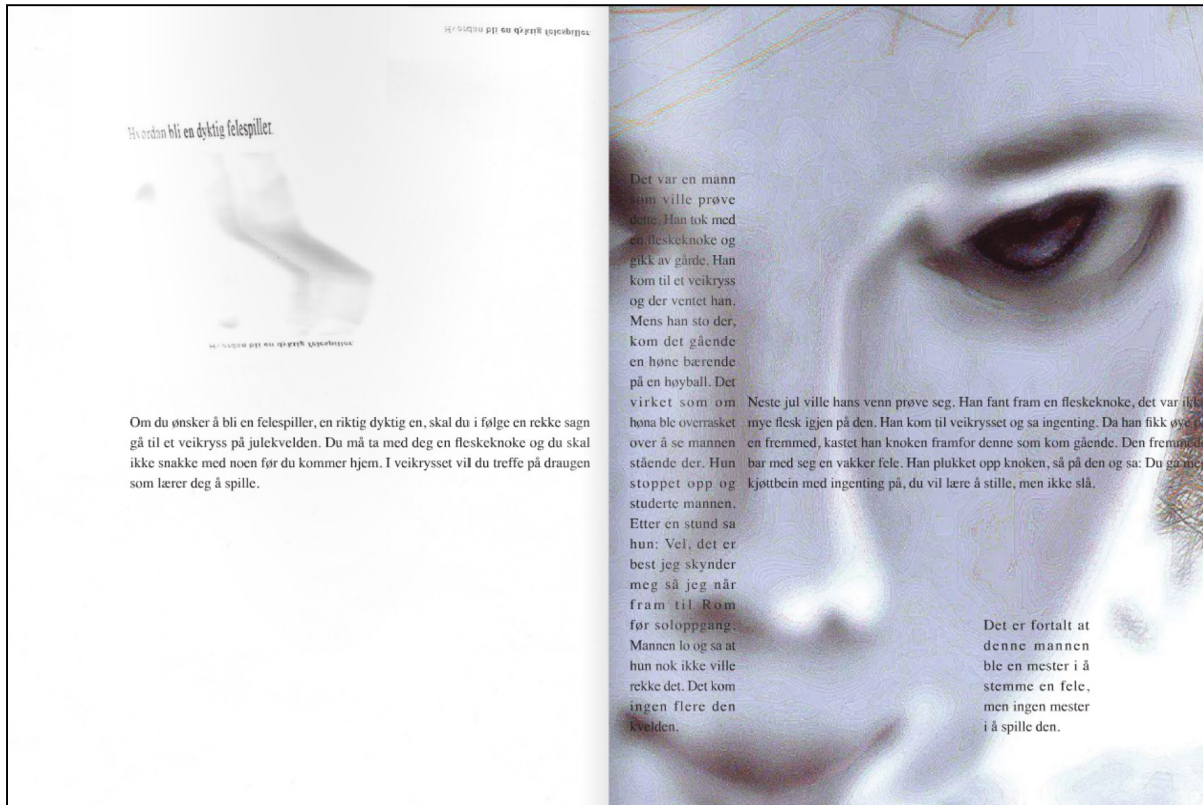 Hvordan bli en dyktig felespiller
Hvordan bli en dyktig felespiller
Hvordan bli en dyktig felespiller
Om du ønsker å bli en felespiller, en riktig dyktig en, skal du i følge en rekke sagn
gå til et veikryss på julekvelden. Du må ta med deg en fleskeknoke og du skal
ikke snakke med noen før du kommer hjem. I veikrysset vil du treffe på draugen
som lærer deg å spille.
Det var en mann
som ville prøve
dette. Han tok med
en fleskeknoke og
gikk av gårde. Han
kom til et veikryss
og der ventet han.
Mens han sto der,
kom det gående
en høne bærende
på en høyball. Det
virket som om
høna ble overrasket
over å se mannen
stående der. Hun
stoppet opp og
studerte mannen.
Etter en stund sa
hun: Vel, det er
best jeg skynder
meg så jeg når
fram til Rom
før soloppgang.
Mannen lo og sa at
hun nok ikke ville
rekke det. Det kom
ingen flere den
kvelden.
Neste jul ville hans venn prøve seg. Han fant fram en fleskeknoke, det var
mye flesk igjen på den. Han kom til veikrysset og sa ingenting. Da han fikk øye
en fremmed, kastet han knoken framfor denne som kom gående. Den fremmede
bar med seg en vakker fele. Han plukket opp knoken, så på den og sa: Du ga
kjøttbein med ingenting på, du vil lære å stille, men ikke slå.
Det er fortalt at
denne mannen
ble en mester i å
stemme en fele,
men ingen mester
i å spille den.